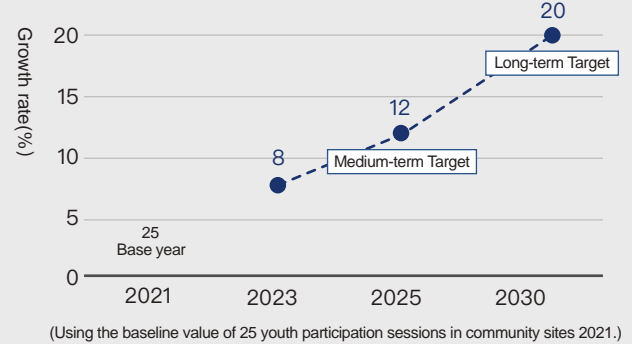 20
20
Growth rate(%)
Long-term Target
15
12
10
8
Medium-term Target
5
25
Base year
0
2021
2023
2025
2030
(Using the baseline value of 25 youth participation sessions in community sites 2021.)